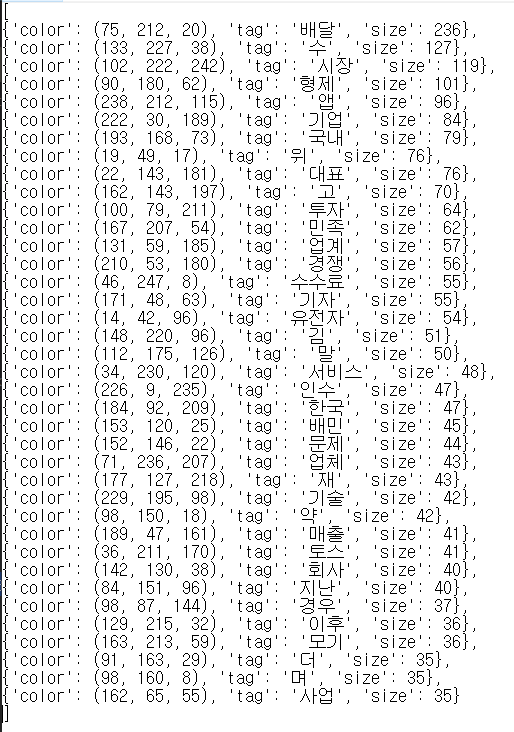 [
{'color': (75, 212, 20), 'tag': '배달', 'size': 236},
{'color': (133, 227, 38), 'tag': '수', 'size': 127},
{'color': (102, 222, 242), 'tag': '시장', 'size': 119},
{'color': (90, 180, 62), 'tag': '형제', 'size': 101},
{'color': (238, 212, 115), 'tag': '앱', 'size': 96},
{'color': (222, 30, 189), 'tag': '기업', 'size': 84},
{'color': (193, 168, 73), 'tag': '국내', 'size': 79},
{'color': (19, 49, 17), 'tag': '위', 'size': 76},
{'color': (22, 143, 181), 'tag': '대표', 'size': 76},
{'color': (162, 143, 197), 'tag': '고', 'size': 70},
{'color': (100, 79, 211), 'tag': '투자', 'size': 64},
{'color': (167, 207, 54), 'tag': '민족', 'size': 62},
{'color': (131, 59, 185), 'tag': '업계', 'size': 57},
{'color': (210, 53, 180), 'tag': '경쟁', 'size': 56},
{'color': (46, 247, 8), 'tag': '수수료', 'size': 55},
{'color': (171, 48, 63), 'tag': '기자', 'size': 55},
{'color': (14, 42, 96), 'tag': '유전자', 'size': 54},
{'color': (148, 220, 96), 'tag': '김', 'size': 51},
{'color': (112, 175, 126), 'tag': '말', 'size': 50},
{'color': (34, 230, 120), 'tag': '서비스', 'size': 48},
{'color': (226, 9, 235), 'tag': '인수', 'size': 47},
{'color': (184, 92, 209), 'tag': '한국', 'size': 47},
{'color': (153, 120, 25), 'tag': '배민', 'size': 45},
{'color': (152, 146, 22), 'tag': '문제', 'size': 44},
{'color': (71, 236, 207), 'tag': '업체', 'size': 43},
{'color': (177, 127, 218), 'tag': '재', 'size': 43},
{'color': (229, 195, 98), 'tag': '기술', 'size': 42},
{'color': (98, 150, 18), 'tag': '약', 'size': 42},
{'color': (189, 47, 161), 'tag': '매출', 'size': 41},
{'color': (36, 211, 170), 'tag': '토스', 'size': 41},
{'color': (142, 130, 38), 'tag': '회사', 'size': 40},
{'color': (84, 151, 96), 'tag': '지난', 'size': 40},
{'color': (98, 87, 144), 'tag': '경우', 'size': 37},
{'color': (129, 215, 32), 'tag': '이후', 'size': 36},
{'color': (163, 213, 59), 'tag': '모기', 'size': 36},
{'color': (91, 163, 29), 'tag': '더', 'size': 35},
{'color': (98, 160, 8), 'tag': '며', 'size': 35},
{'color': (162, 65, 55), 'tag': '사업', 'size': 35}
]